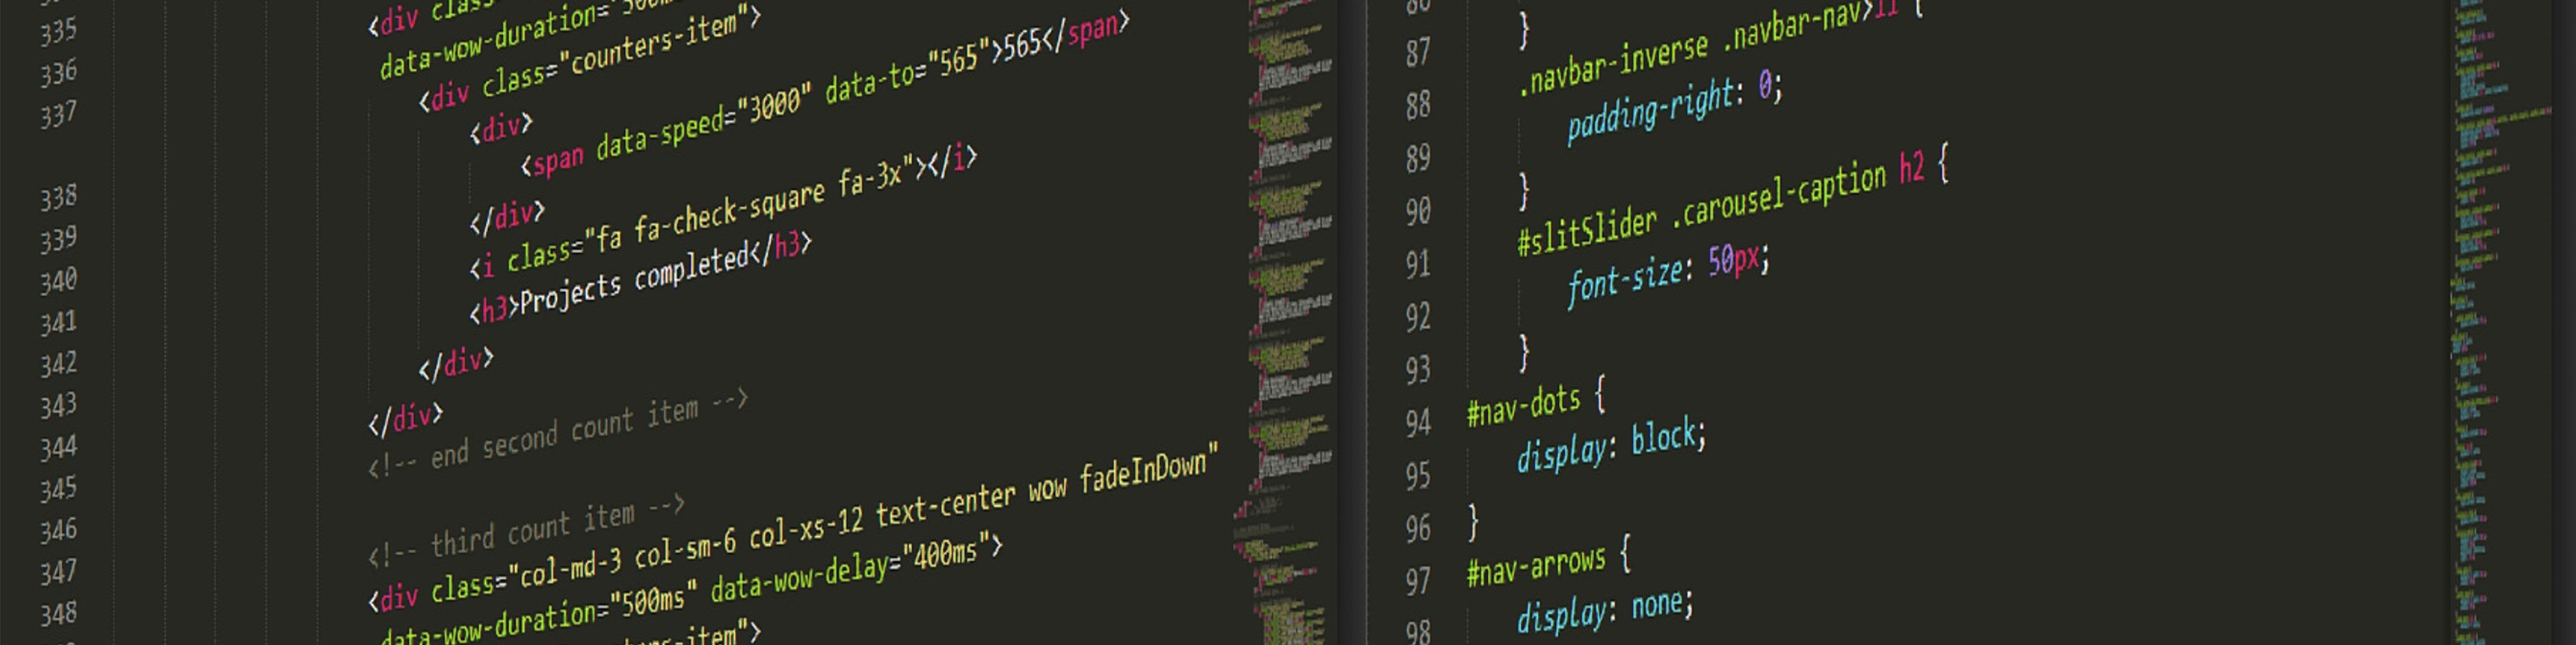 335
336
337
338
339
340
341
342
343
344
345
346
347
348
<div class
data-wow-duration="500m
<div class="counters-item">
<div>
<span data-speed="3000" data-to="565">565</span>
</div>
<i class="fa fa-check-square fa-3x"></i>
<h3>Projects completed</h3>
</div>
</div>
<!-- end second count item -->
<!-- third count item -->
<div class="col-md-3 col-sm-6 col-xs-12 text-center wow fadeInDown"
data-wow-duration="500ms" data-wow-delay="400ms">
item">
86
87
88
89
90
91
92
93
94
95
96
97
98
}
.navbar-inverse .navbar-nav>li {
padding-right: 0;
}
#slitSlider .carousel-caption h2 {
font-size: 50px;
}
#nav-dots {
display: block;
}
#nav-arrows {
display: none;